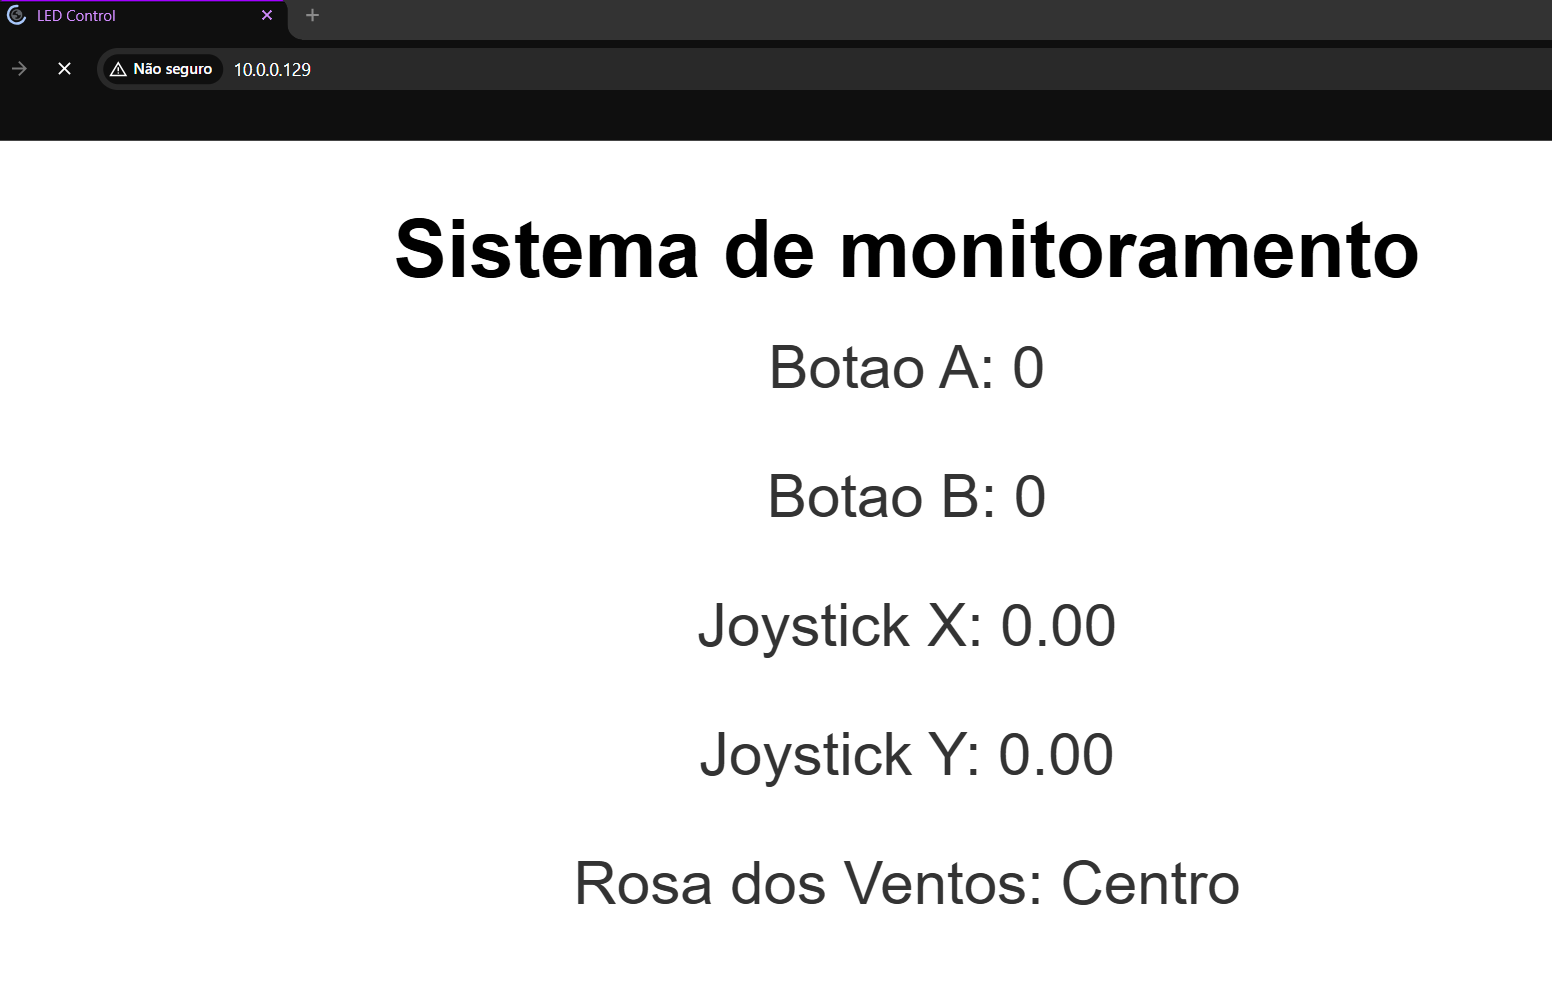 LED Control
Não seguro 10.0.0.129
Sistema de monitoramento
Botao A: 0
Botao B: 0
Joystick X: 0.00
Joystick Y: 0.00
Rosa dos Ventos: Centro